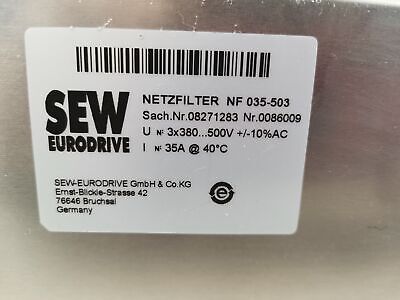 SEW
EURODRIVE
NETZFILTER NF 035-503
Sach.Nr.08271283 Nr.0086009
U N: 3x380...500V +/-10%AC
I N: 35A @ 40°C
SEW-EURODRIVE GmbH & Co.KG
Ernst-Blickle-Strasse 42
76646 Bruchsal
Germany